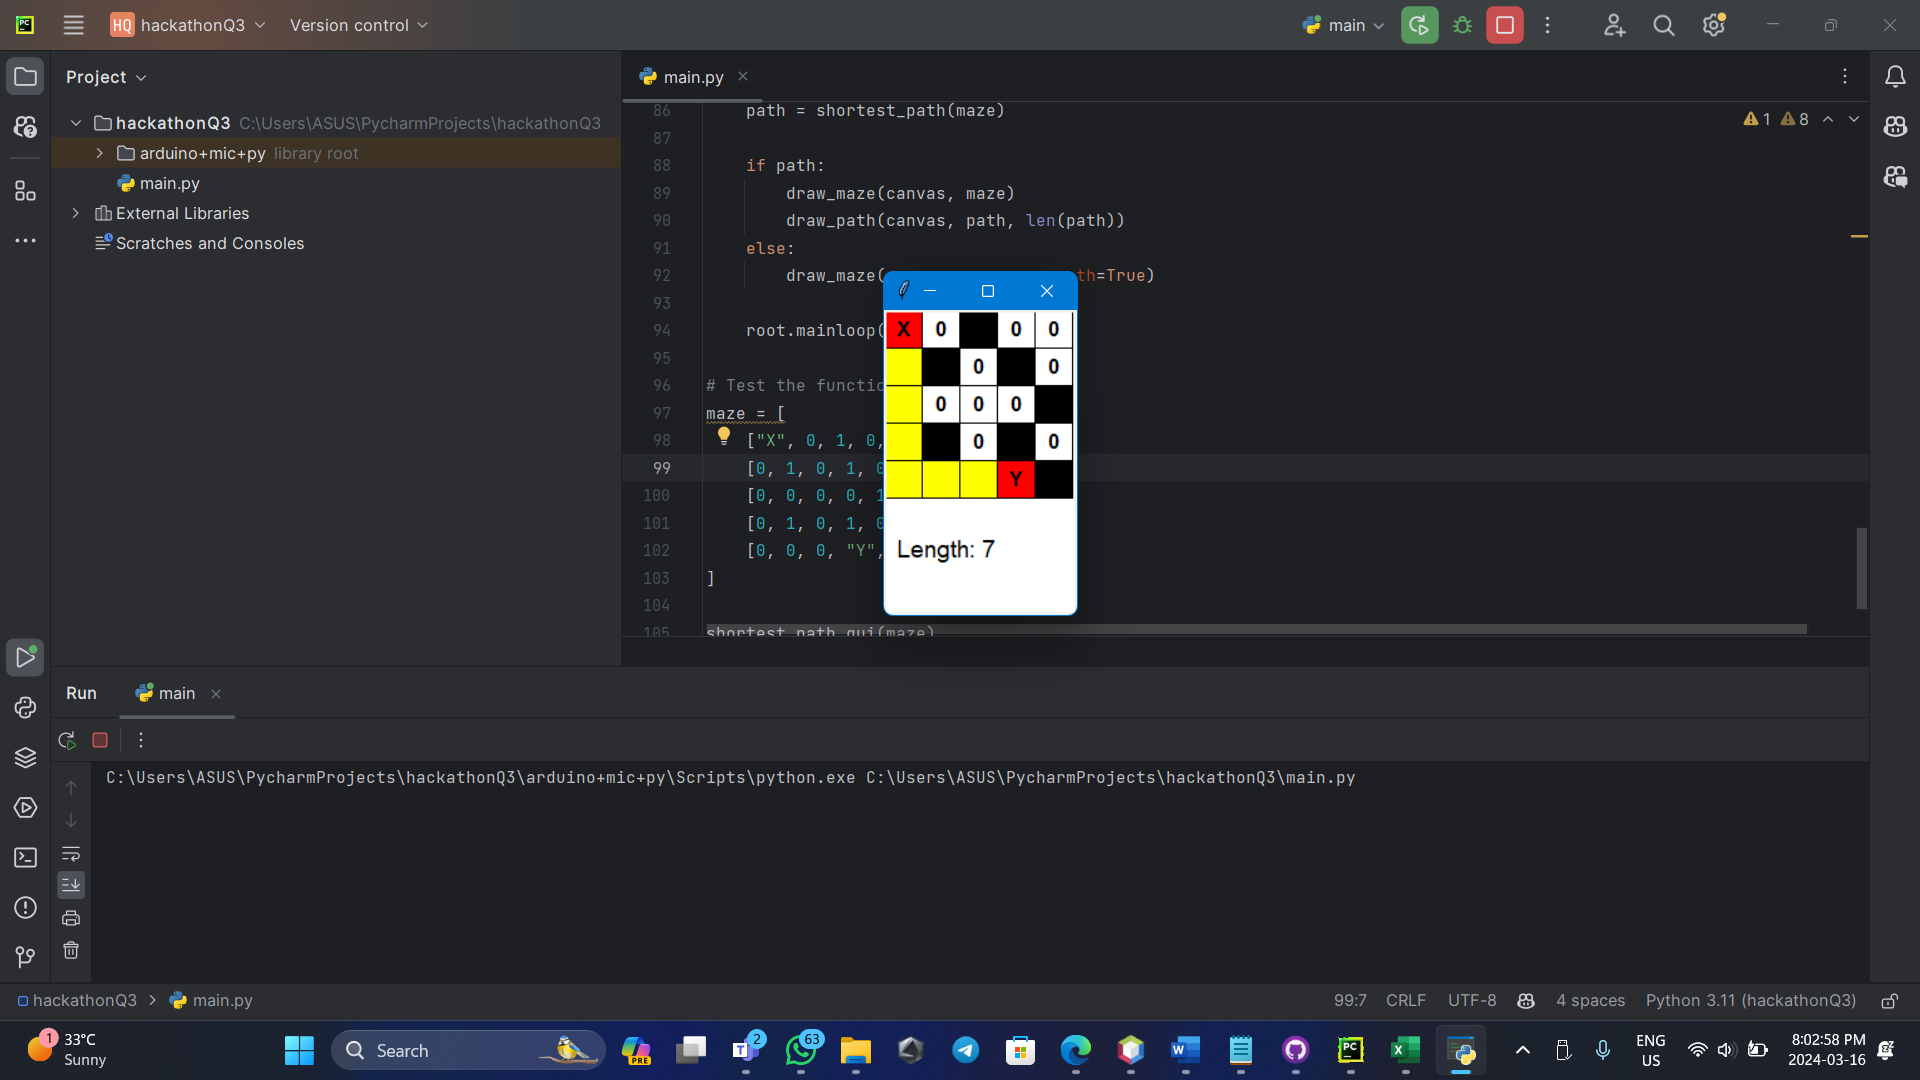 PC
HQ hackathonQ3
Version control
main
Project
main.py
hackathonQ3 C:\Users\ASUS\PycharmProjects\hackathonQ3
arduino+mic+py library root
main.py
External Libraries
Scratches and Consoles
1 8
86 path = shortest_path(maze)
87
88 if path:
89 draw_maze(canvas, maze)
90 draw_path(canvas, path, len(path))
91 else:
92 draw_maze( th=True)
93
94 root.mainloop(
95
96 # Test the functio
97 maze = [
98 ["X", 0, 1, 0,
99 [0, 1, 0, 1, 0
100 [0, 0, 0, 0, 1
101 [0, 1, 0, 1, 0
102 [0, 0, 0, "Y",
103 ]
104
105 shortest_path_gui(maze)
X 0 0 0
0 0
0 0 0
0 0
Y
Length: 7
Run
main
C:\Users\ASUS\PycharmProjects\hackathonQ3\arduino+mic+py\Scripts\python.exe C:\Users\ASUS\PycharmProjects\hackathonQ3\main.py
hackathonQ3 > main.py
99:7 CRLF UTF-8 4 spaces Python 3.11 (hackathonQ3)
1
33°C
Sunny
Search
PRE
2
63
ENG
US
8:02:58 PM
2024-03-16